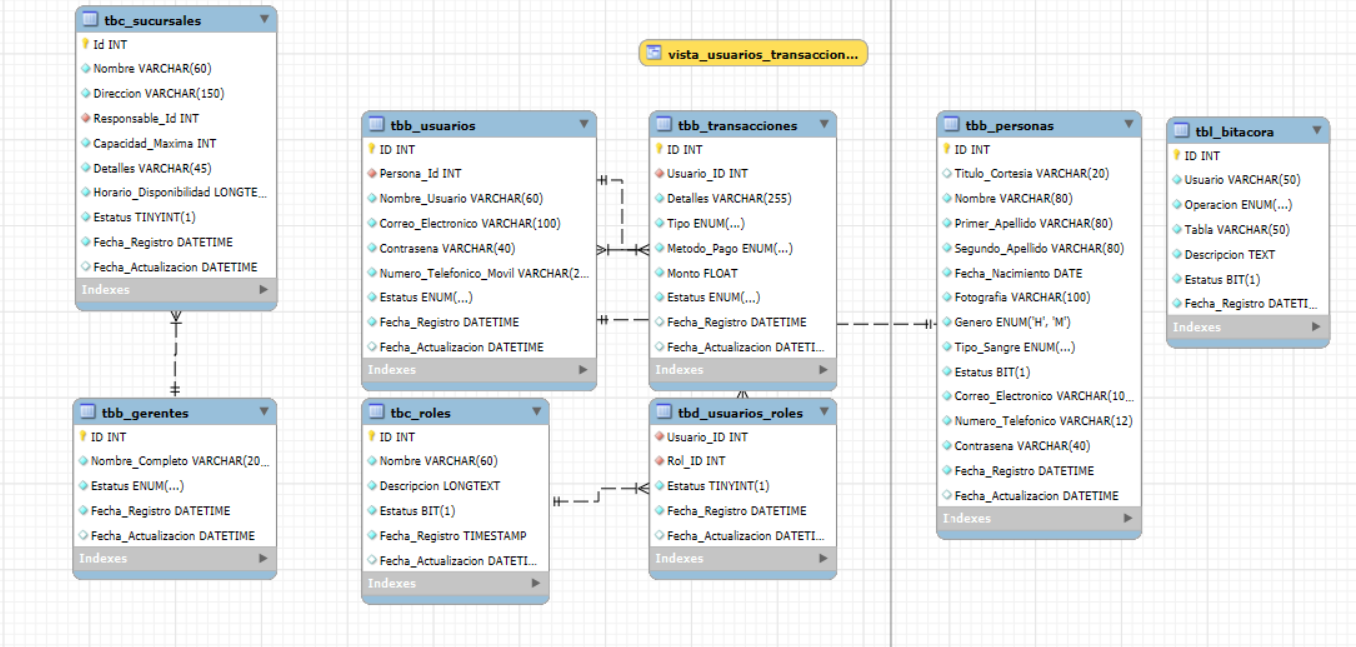 tbc_sucursales
Id INT
Nombre VARCHAR(60)
Direccion VARCHAR(150)
Responsable_Id INT
Capacidad_Maxima INT
Detalles VARCHAR(45)
Horario_Disponibilidad LONGTE...
Estatus TINYINT(1)
Fecha_Registro DATETIME
Fecha_Actualizacion DATETIME
Indexes
vista_usuarios_transaccion...
tbb_usuarios
ID INT
Persona_Id INT
Nombre_Usuario VARCHAR(60)
Correo_Electronico VARCHAR(100)
Contrasena VARCHAR(40)
Numero_Telefonico_Movil VARCHAR(2...
Estatus ENUM(...)
Fecha_Registro DATETIME
Fecha_Actualizacion DATETIME
Indexes
tbb_transacciones
ID INT
Usuario_ID INT
Detalles VARCHAR(255)
Tipo ENUM(...)
Metodo_Pago ENUM(...)
Monto FLOAT
Estatus ENUM(...)
Fecha_Registro DATETIME
Fecha_Actualizacion DATETI...
Indexes
tbb_personas
ID INT
Titulo_Cortesia VARCHAR(20)
Nombre VARCHAR(80)
Primer_Apellido VARCHAR(80)
Segundo_Apellido VARCHAR(80)
Fecha_Nacimiento DATE
Fotografia VARCHAR(100)
Genero ENUM('H', 'M')
Tipo_Sangre ENUM(...)
Estatus BIT(1)
Correo_Electronico VARCHAR(10...
Numero_Telefonico VARCHAR(12)
Contrasena VARCHAR(40)
Fecha_Registro DATETIME
Fecha_Actualizacion DATETIME
Indexes
tbl_bitacora
ID INT
Usuario VARCHAR(50)
Operacion ENUM(...)
Tabla VARCHAR(50)
Descripcion TEXT
Estatus BIT(1)
Fecha_Registro DATETI...
Indexes
tbb_gerentes
ID INT
Nombre_Completo VARCHAR(20...
Estatus ENUM(...)
Fecha_Registro DATETIME
Fecha_Actualizacion DATETIME
Indexes
tbc_roles
ID INT
Nombre VARCHAR(60)
Descripcion LONGTEXT
Estatus BIT(1)
Fecha_Registro TIMESTAMP
Fecha_Actualizacion DATETI...
Indexes
tbd_usuarios_roles
Usuario_ID INT
Rol_ID INT
Estatus TINYINT(1)
Fecha_Registro DATETIME
Fecha_Actualizacion DATETI...
Indexes